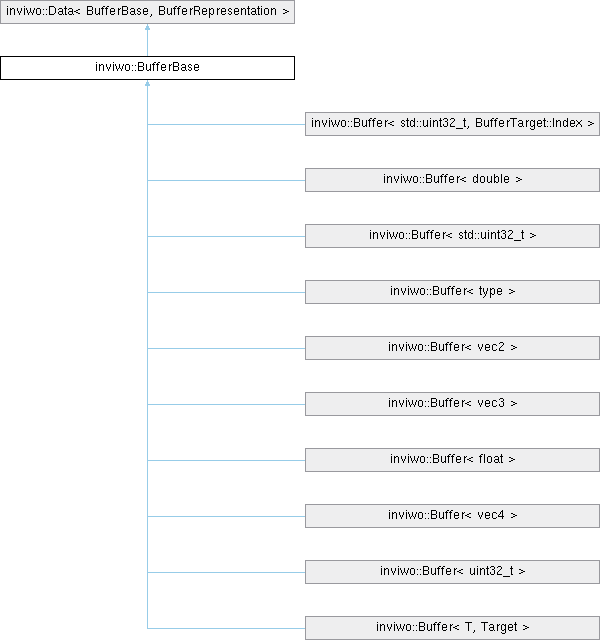 inviwo::Data< BufferBase, BufferRepresentation >
inviwo::BufferBase
inviwo::Buffer< std::uint32_t, BufferTarget::Index >
inviwo::Buffer< double >
inviwo::Buffer< std::uint32_t >
inviwo::Buffer< type >
inviwo::Buffer< vec2 >
inviwo::Buffer< vec3 >
inviwo::Buffer< float >
inviwo::Buffer< vec4 >
inviwo::Buffer< uint32_t >
inviwo::Buffer< T, Target >